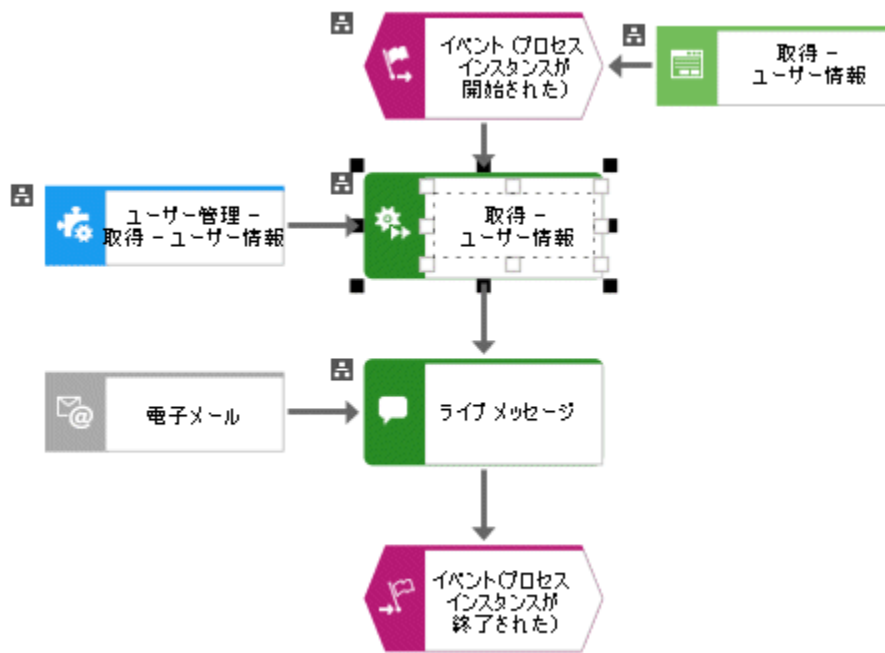 イベント (プロセス
インスタンスが
開始された)
取得 -
ユーザー情報
ユーザー管理 -
取得 - ユーザー情報
取得 -
ユーザー情報
電子メール
ライブ メッセージ
イベント(プロセス
インスタンスが
終了された)